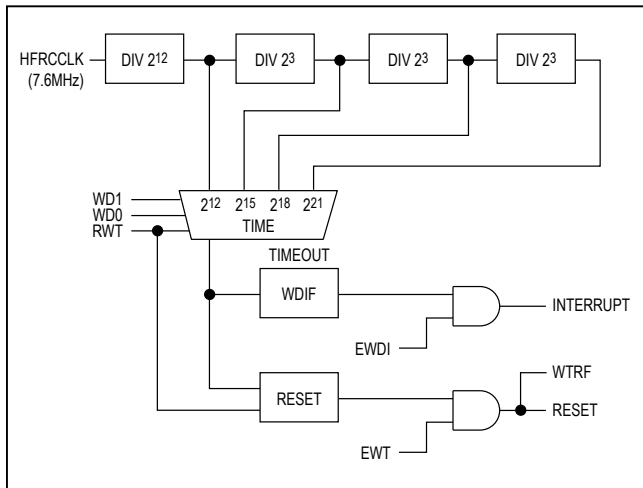 HFRCCLK
(7.6MHz)
DIV 2¹²
DIV 2³
DIV 2³
DIV 2³
WD1
WD0
RWT
2¹²
2¹⁵
2¹⁸
2²¹
TIME
TIMEOUT
WDIF
INTERRUPT
EWDI
WTRF
RESET
RESET
EWT